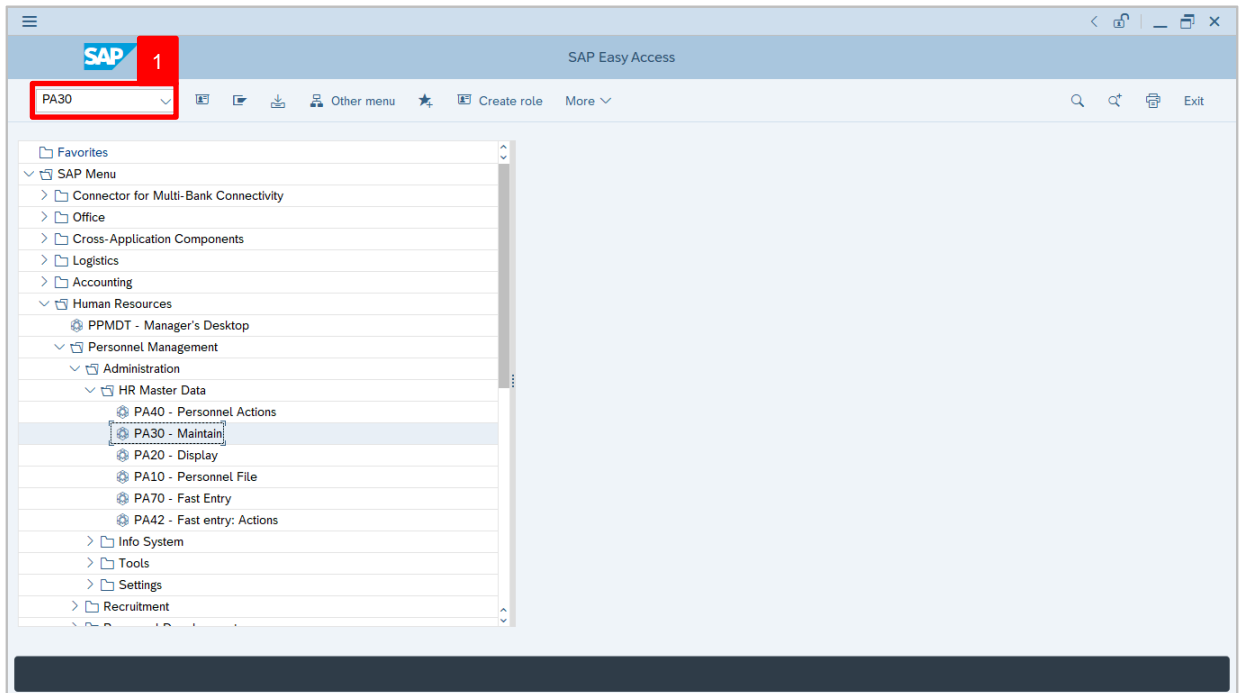 SAP Easy Access
SAP
1
PA30
Other menu
Create role
More
Exit
Favorites
SAP Menu
Connector for Multi-Bank Connectivity
Office
Cross-Application Components
Logistics
Accounting
Human Resources
PPMDT - Manager's Desktop
Personnel Management
Administration
HR Master Data
PA40 - Personnel Actions
PA30 - Maintain
PA20 - Display
PA10 - Personnel File
PA70 - Fast Entry
PA42 - Fast entry: Actions
Info System
Tools
Settings
Recruitment